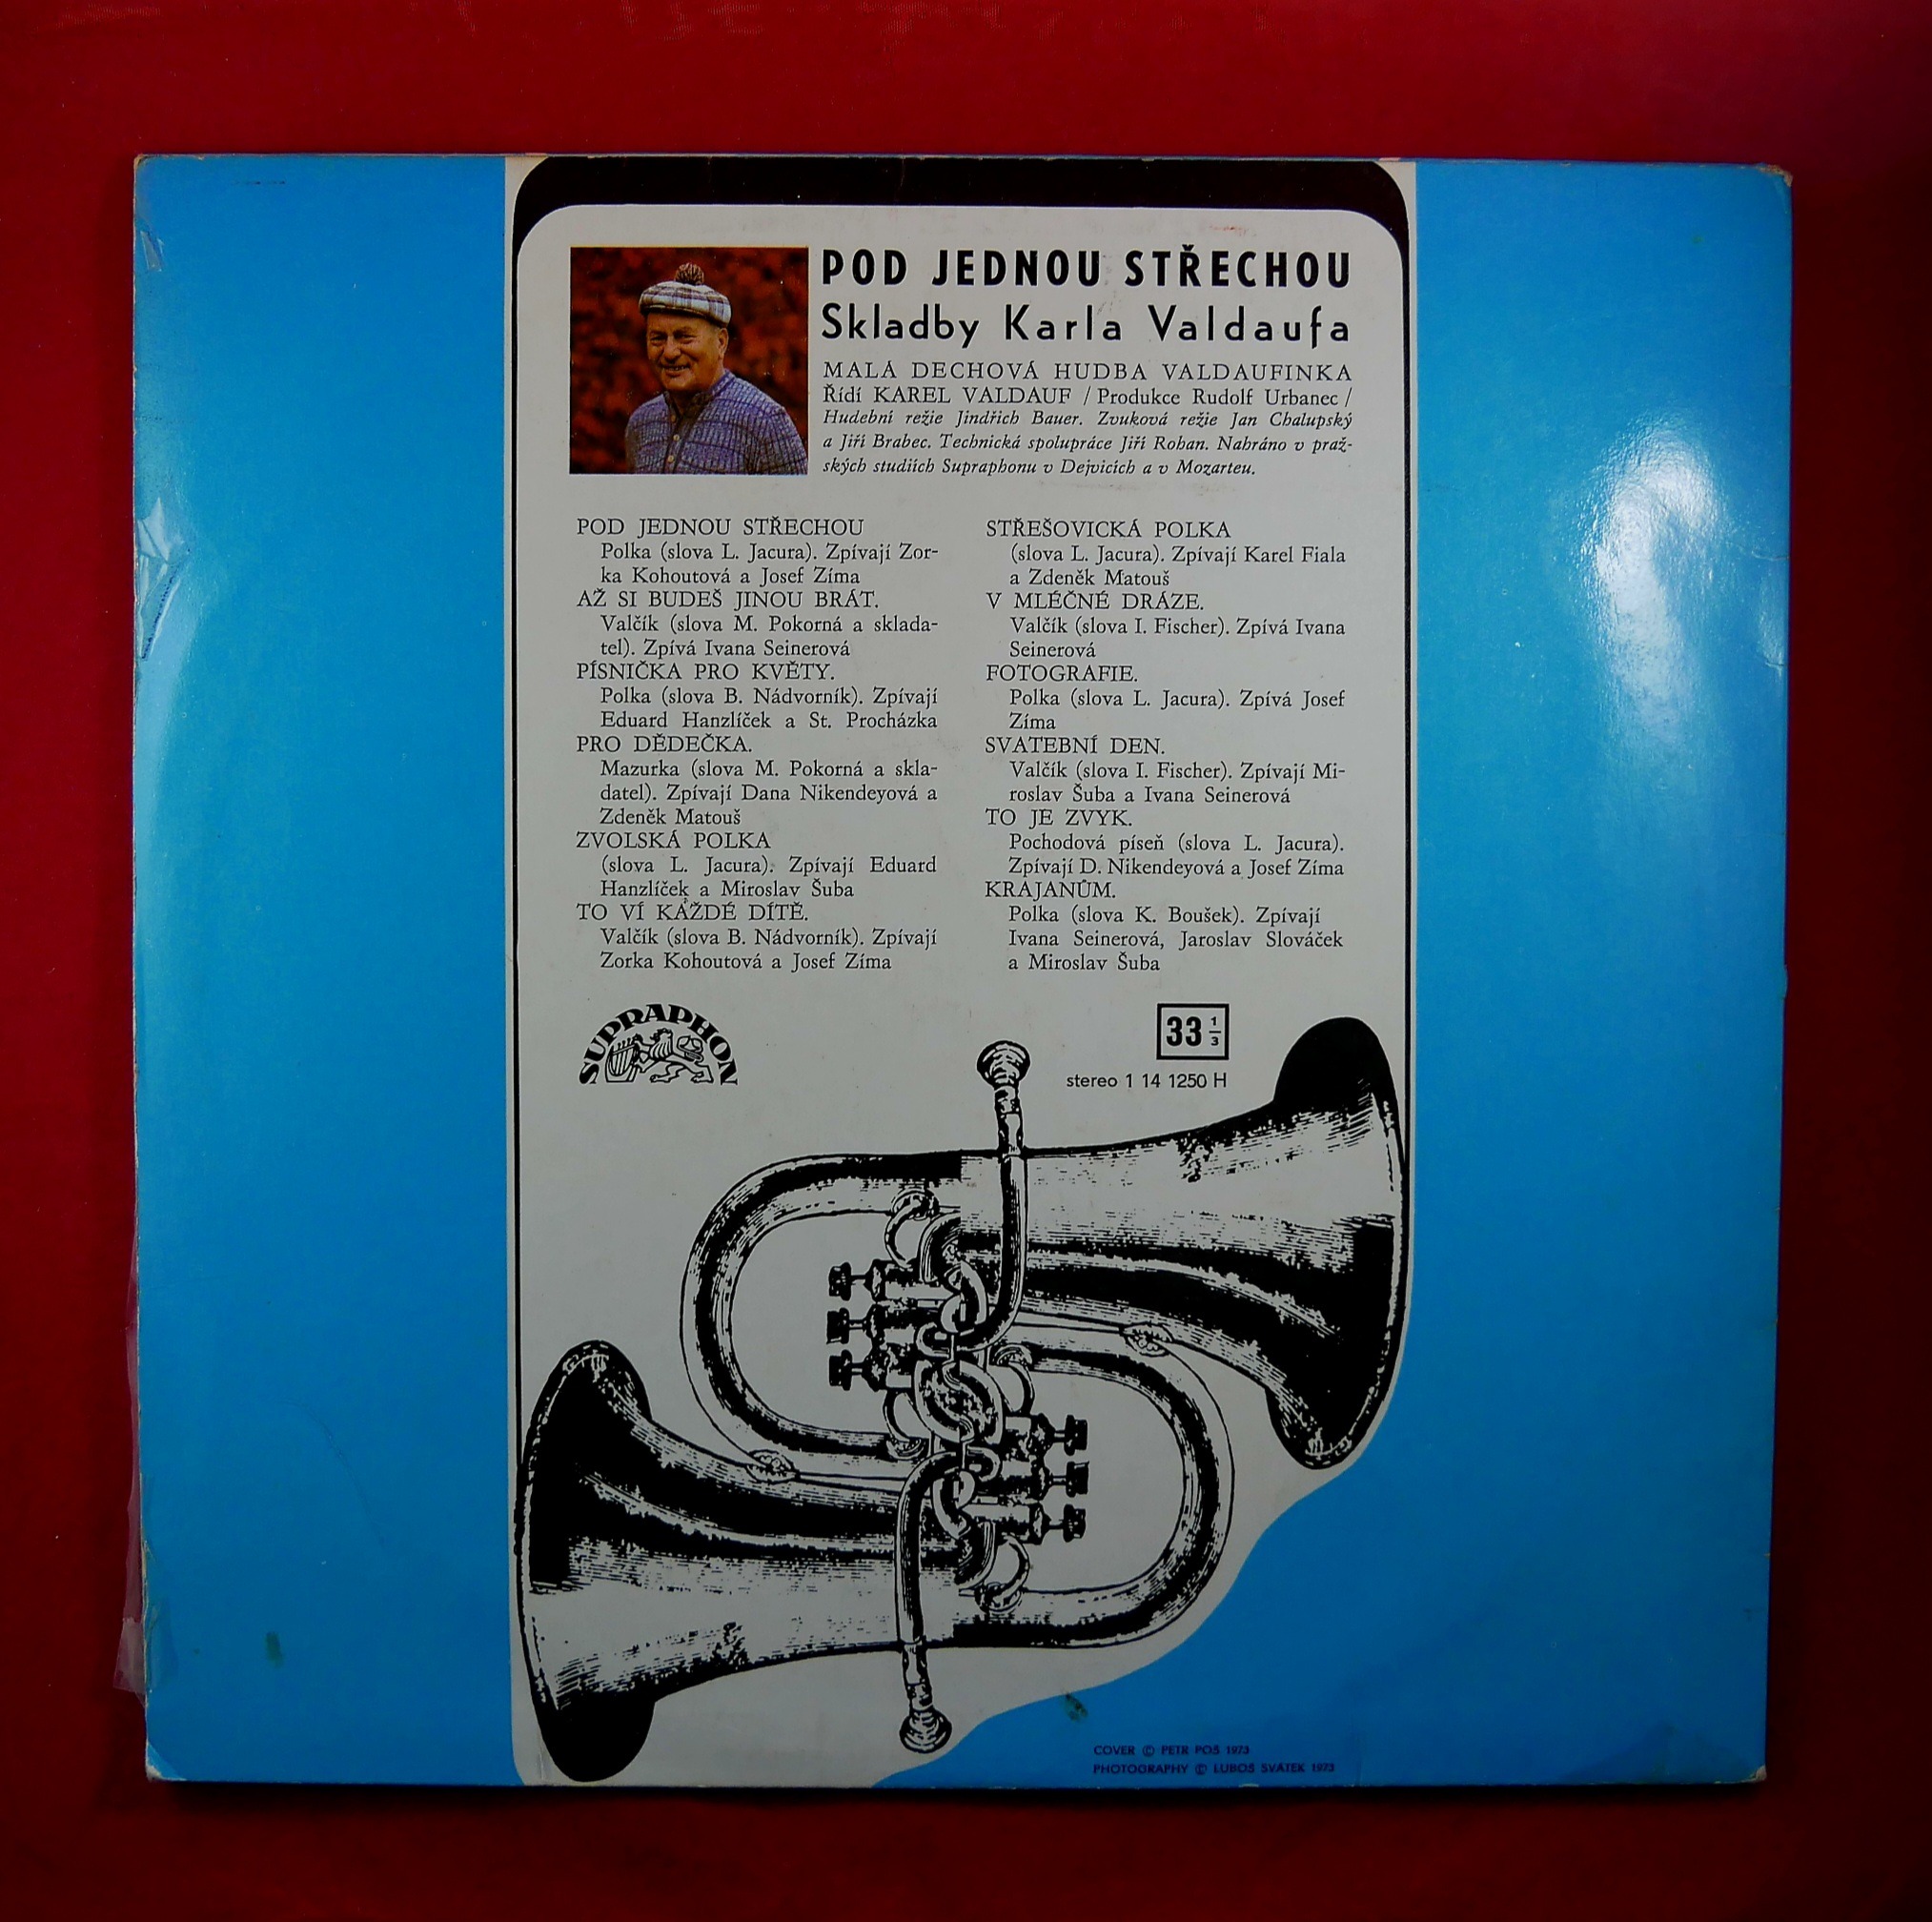 POD JEDNOU STŘECHOU
Skladby Karla Valdaufa
MALÁ DECHOVÁ HUDBA VALDAUFINKA
Řídí KAREL VALDAUF / Produkce Rudolf Urbanec /
Hudební režie Jindřich Bauer. Zvuková režie Jan Chalupský
a Jiří Brabec. Technická spolupráce Jiří Rohan. Nahráno v praž-
ských studiích Supraphonu v Dejvicích a v Mozarteu.
POD JEDNOU STŘECHOU
Polka (slova L. Jacura). Zpívají Zor-
ka Kohoutová a Josef Zíma
AŽ SI BUDEŠ JINOU BRÁT.
Valčík (slova M. Pokorná a sklada-
tel). Zpívá Ivana Seinerová
PÍSNIČKA PRO KVĚTY.
Polka (slova B. Nádvorník). Zpívají
Eduard Hanzlíček a St. Procházka
PRO DĚDEČKA.
Mazurka (slova M. Pokorná a skla-
datel). Zpívají Dana Nikendeyová a
Zdeněk Matouš
ZVOLSKÁ POLKA
(slova L. Jacura). Zpívají Eduard
Hanzlíček a Miroslav Šuba
TO VÍ KAŽDÉ DÍTĚ.
Valčík (slova B. Nádvorník). Zpívají
Zorka Kohoutová a Josef Zíma
STŘEŠOVICKÁ POLKA
(slova L. Jacura). Zpívají Karel Fiala
a Zdeněk Matouš
V MLÉČNÉ DRÁZE.
Valčík (slova I. Fischer). Zpívá Ivana
Seinerová
FOTOGRAFIE.
Polka (slova L. Jacura). Zpívá Josef
Zíma
SVATEBNÍ DEN.
Valčík (slova I. Fischer). Zpívají Mi-
roslav Šuba a Ivana Seinerová
TO JE ZVYK.
Pochodová píseň (slova L. Jacura).
Zpívají D. Nikendeyová a Josef Zíma
KRAJANŮM.
Polka (slova K. Boušek). Zpívají
Ivana Seinerová, Jaroslav Slováček
a Miroslav Šuba
SUPRAPHON
33 1/3
stereo 1 14 1250 H
COVER © PETR POŠ 1973
PHOTOGRAPHY © LUBOŠ SVÁTEK 1973